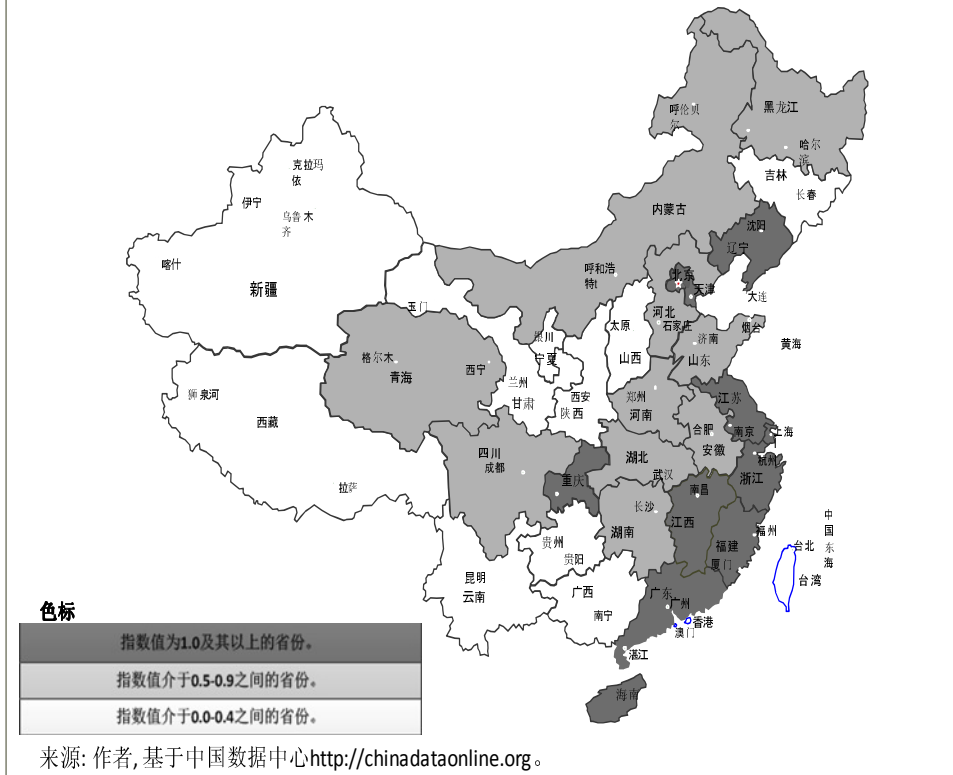 黑龙江
呼伦贝
尔
哈尔
滨
吉林
长春
克拉玛
依
伊宁
乌鲁木
齐
喀什
新疆
内蒙古
沈阳
辽宁
呼和浩
特t
北京
天津
大连
玉门
河北
石家庄
太原
烟台
济南
黄海
银川
宁夏
山西
山东
格尔木
青海
西宁
兰州
甘肃
西安
陕西
郑州
河南
江苏
狮泉河
西藏
合肥
南京
上海
安徽
杭州
四川
成都
湖北
武汉
重庆
浙江
拉萨
南昌
长沙
江西
湖南
福州
中
国
东
海
贵州
贵阳
福建
厦门
台北
台湾
昆明
云南
广西
南宁
广东
广州
香港
澳门
湛江
海南
色标
指数值为1.0及其以上的省份。
指数值介于0.5-0.9之间的省份。
指数值介于0.0-0.4之间的省份。
来源: 作者, 基于中国数据中心http://chinadataonline.org。